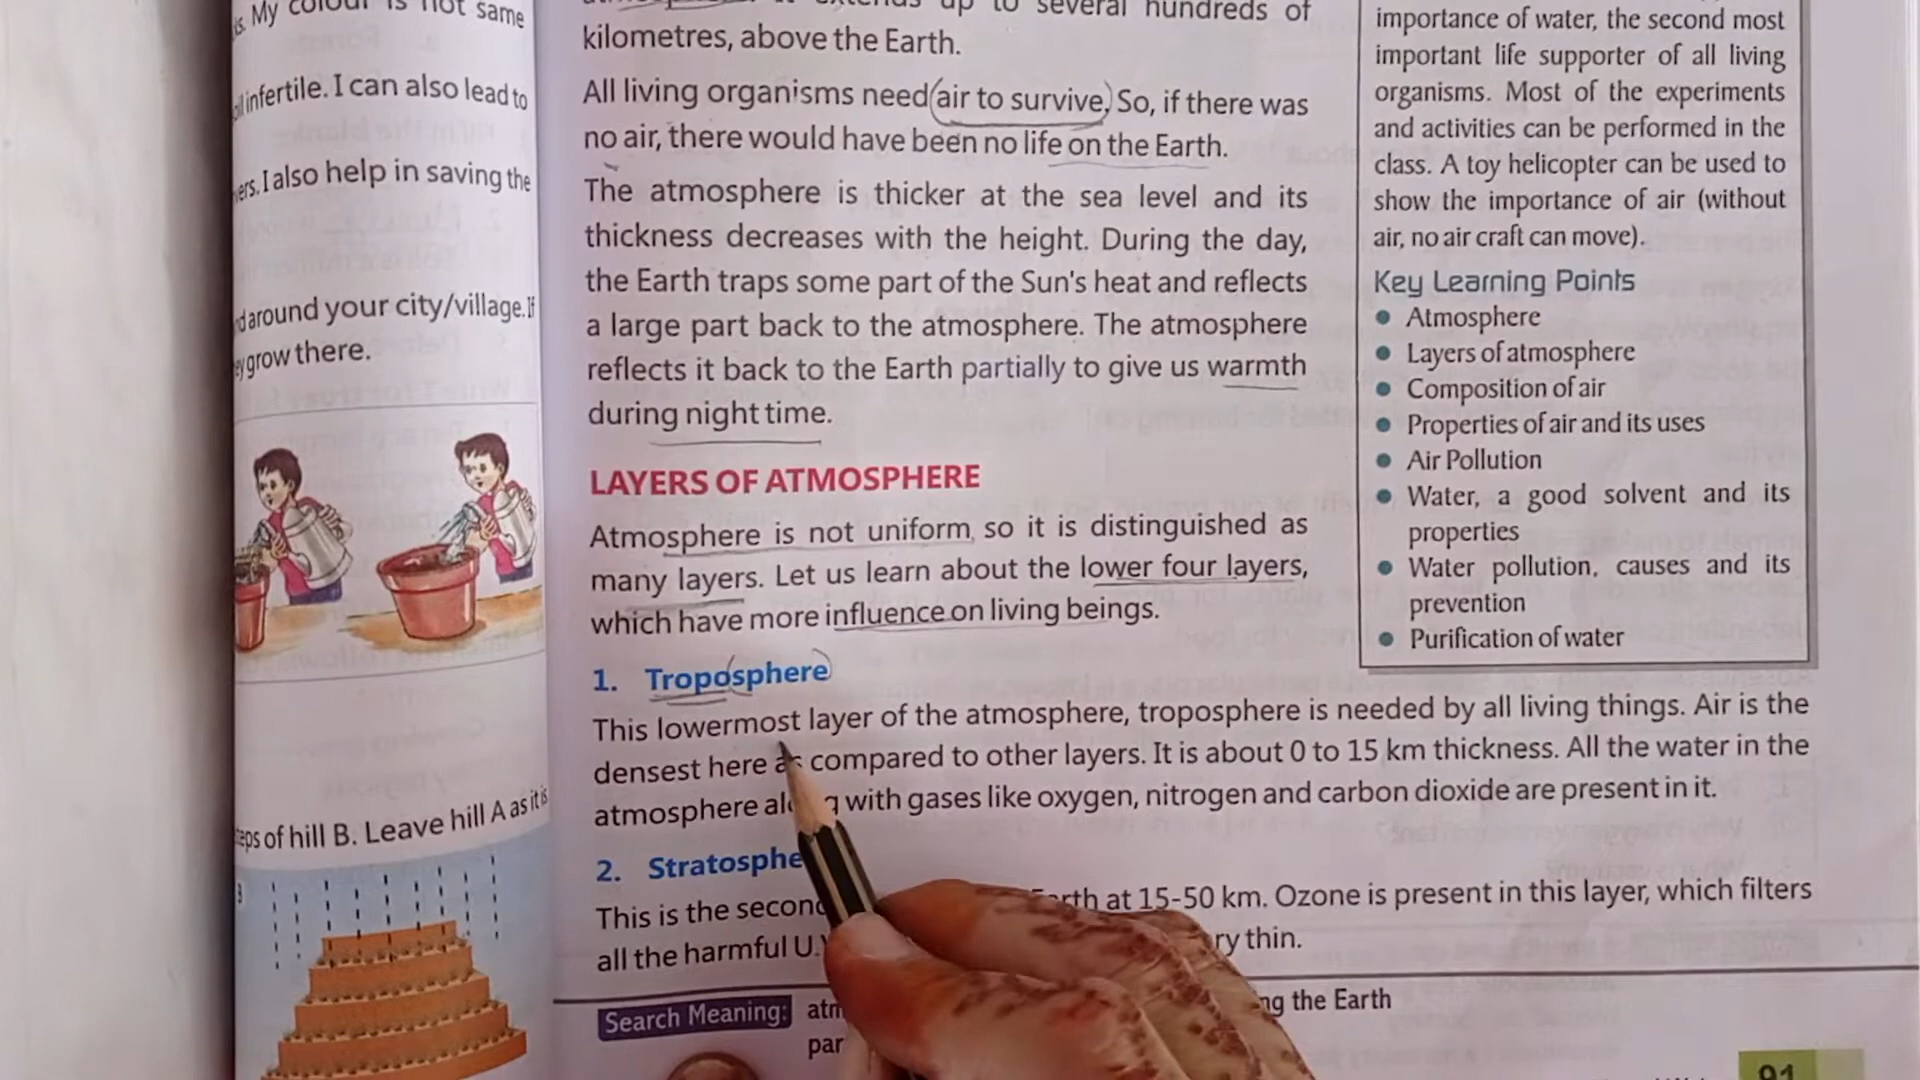 My colour is not same
infertile. I can also lead to
I also help in saving the
around your city/village. If
grow there.
of hill B. Leave hill A as it is
up to several hundreds of
kilometres, above the Earth.
All living organisms need air to survive. So, if there was
no air, there would have been no life on the Earth.
The atmosphere is thicker at the sea level and its
thickness decreases with the height. During the day,
the Earth traps some part of the Sun's heat and reflects
a large part back to the atmosphere. The atmosphere
reflects it back to the Earth partially to give us warmth
during night time.
LAYERS OF ATMOSPHERE
Atmosphere is not uniform, so it is distinguished as
many layers. Let us learn about the lower four layers,
which have more influence on living beings.
1. Troposphere
This lowermost layer of the atmosphere, troposphere is needed by all living things. Air is the
densest here as compared to other layers. It is about 0 to 15 km thickness. All the water in the
atmosphere along with gases like oxygen, nitrogen and carbon dioxide are present in it.
2. Stratosphe
This is the second Earth at 15-50 km. Ozone is present in this layer, which filters
all the harmful U.V thin.
Search Meaning: the Earth
importance of water, the second most
important life supporter of all living
organisms. Most of the experiments
and activities can be performed in the
class. A toy helicopter can be used to
show the importance of air (without
air, no air craft can move).
Key Learning Points
● Atmosphere
● Layers of atmosphere
● Composition of air
● Properties of air and its uses
● Air Pollution
● Water, a good solvent and its
properties
● Water pollution, causes and its
prevention
● Purification of water
91